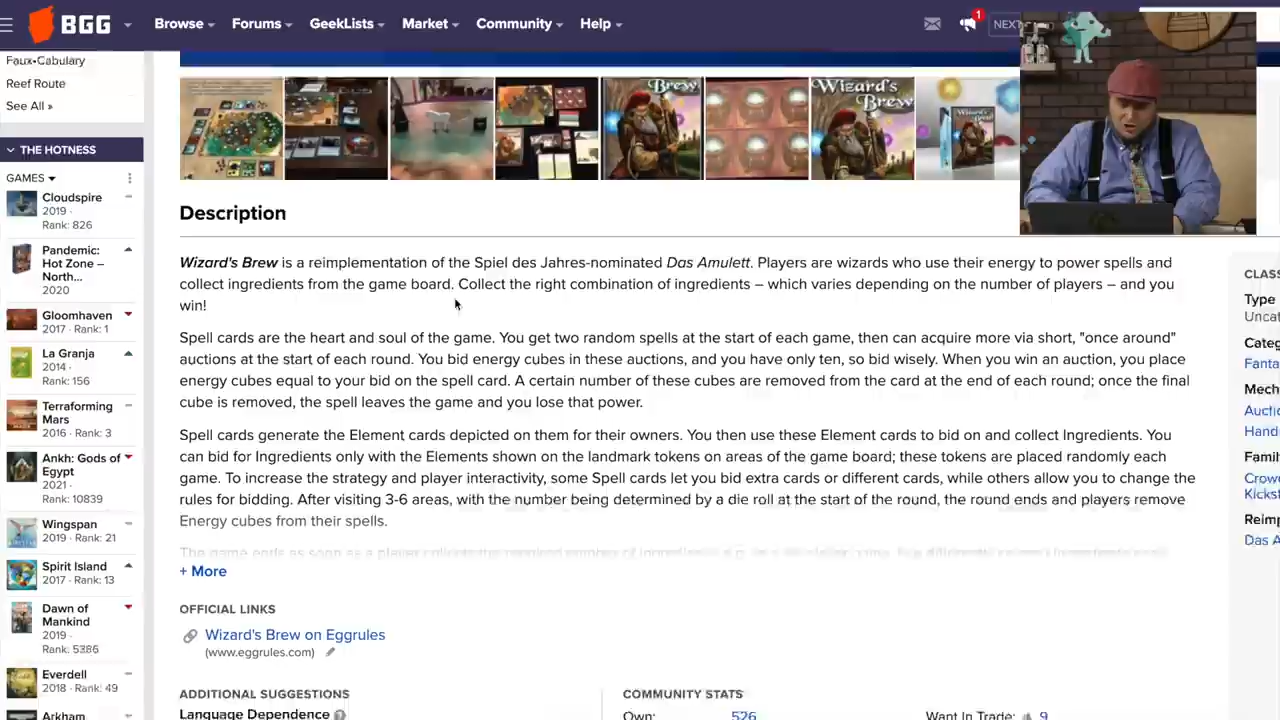 BGG
Browse
Forums
GeekLists
Market
Community
Help
1
NEXT
Faux-Cabulary
Reef Route
See All »
THE HOTNESS
GAMES
Cloudspire
2019 ·
Rank: 826
Pandemic:
Hot Zone –
North...
2020
Gloomhaven
2017 · Rank: 1
La Granja
2014 ·
Rank: 156
Terraforming
Mars
2016 · Rank: 3
Ankh: Gods of
Egypt
2021 ·
Rank: 10839
Wingspan
2019 · Rank: 21
Spirit Island
2017 · Rank: 13
Dawn of
Mankind
2019 ·
Rank: 5386
Everdell
2018 · Rank: 49
Arkham
Brew
Wizard's
Brew
Description
Wizard's Brew is a reimplementation of the Spiel des Jahres-nominated Das Amulett. Players are wizards who use their energy to power spells and
collect ingredients from the game board. Collect the right combination of ingredients – which varies depending on the number of players – and you
win!
Spell cards are the heart and soul of the game. You get two random spells at the start of each game, then can acquire more via short, "once around"
auctions at the start of each round. You bid energy cubes in these auctions, and you have only ten, so bid wisely. When you win an auction, you place
energy cubes equal to your bid on the spell card. A certain number of these cubes are removed from the card at the end of each round; once the final
cube is removed, the spell leaves the game and you lose that power.
Spell cards generate the Element cards depicted on them for their owners. You then use these Element cards to bid on and collect Ingredients. You
can bid for Ingredients only with the Elements shown on the landmark tokens on areas of the game board; these tokens are placed randomly each
game. To increase the strategy and player interactivity, some Spell cards let you bid extra cards or different cards, while others allow you to change the
rules for bidding. After visiting 3-6 areas, with the number being determined by a die roll at the start of the round, the round ends and players remove
Energy cubes from their spells.
The game ends as soon as a player
+ More
OFFICIAL LINKS
Wizard's Brew on Eggrules
(www.eggrules.com)
ADDITIONAL SUGGESTIONS
Language Dependence
COMMUNITY STATS
Own:
526
Want In Trade:
9
CLASS
Type
Uncat
Categ
Fanta
Mech
Auctio
Hand
Family
Crow
Kickst
Reimp
Das A